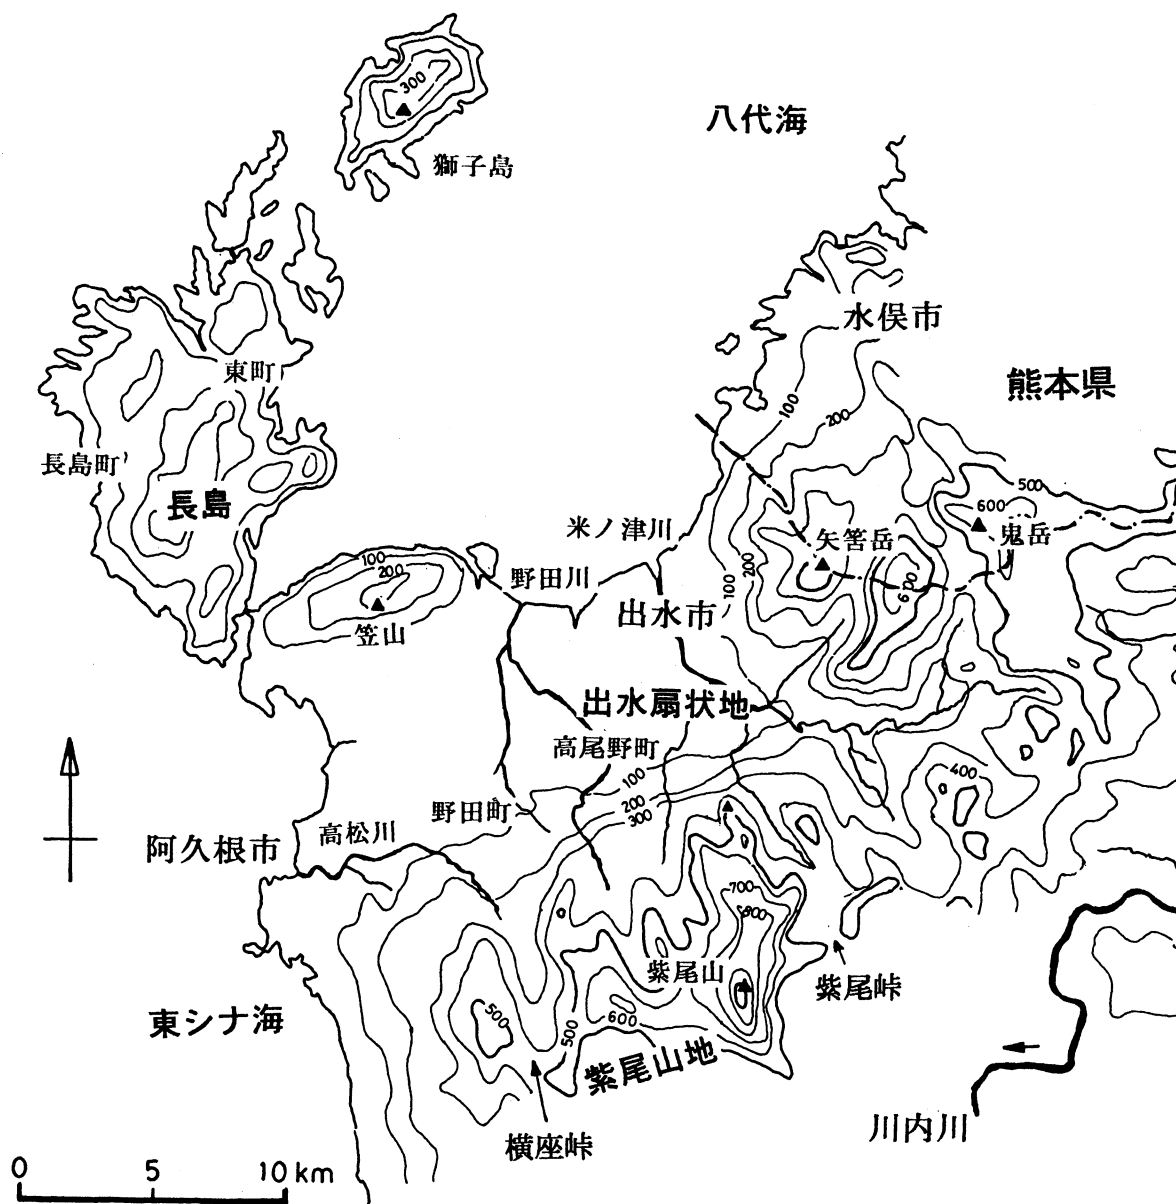 300
八代海
獅子島
水俣市
東町
熊本県
100
200
長島町
長島
500
600
米ノ津川
矢筈岳
鬼岳
100
200
野田川
100
200
600
出水市
笠山
出水扇状地
高尾野町
100
200
300
400
野田町
高松川
阿久根市
700
800
紫尾山
紫尾峠
500
600
500
東シナ海
紫尾山地
川内川
横座峠
0 5 10 km